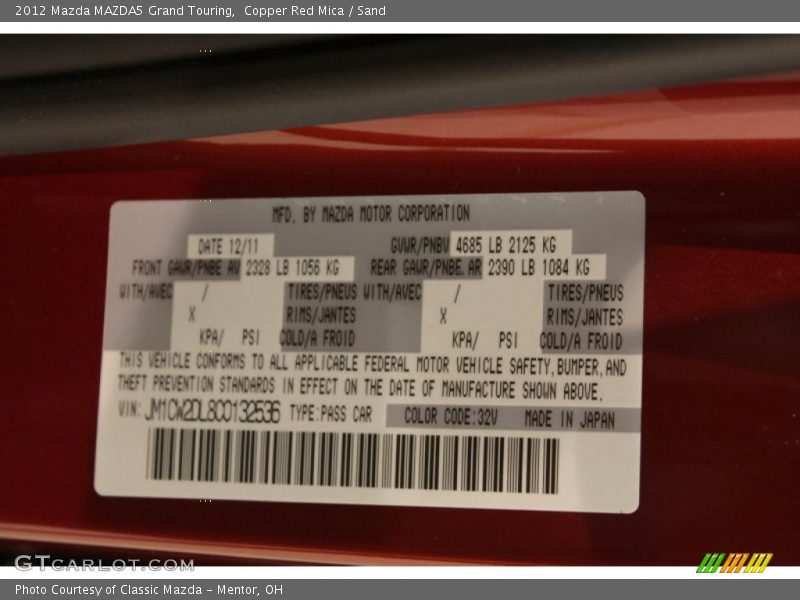 2012 Mazda MAZDA5 Grand Touring,  Copper Red Mica / Sand
MFD. BY MAZDA MOTOR CORPORATION
DATE 12/11 GVWR/PNBV 4685 LB 2125 KG
FRONT GAWR/PNBE AV 2328 LB 1056 KG REAR GAWR/PNBE AR 2390 LB 1084 KG
WITH/AVEC / TIRES/PNEUS WITH/AVEC / TIRES/PNEUS
X RIMS/JANTES X RIMS/JANTES
KPA/ PSI COLD/A FROID KPA/ PSI COLD/A FROID
THIS VEHICLE CONFORMS TO ALL APPLICABLE FEDERAL MOTOR VEHICLE SAFETY, BUMPER, AND
THEFT PREVENTION STANDARDS IN EFFECT ON THE DATE OF MANUFACTURE SHOWN ABOVE.
VIN: JM1CW2DL8C0132536 TYPE:PASS CAR COLOR CODE:32V MADE IN JAPAN
GTCARLOT.COM
Photo Courtesy of Classic Mazda - Mentor, OH